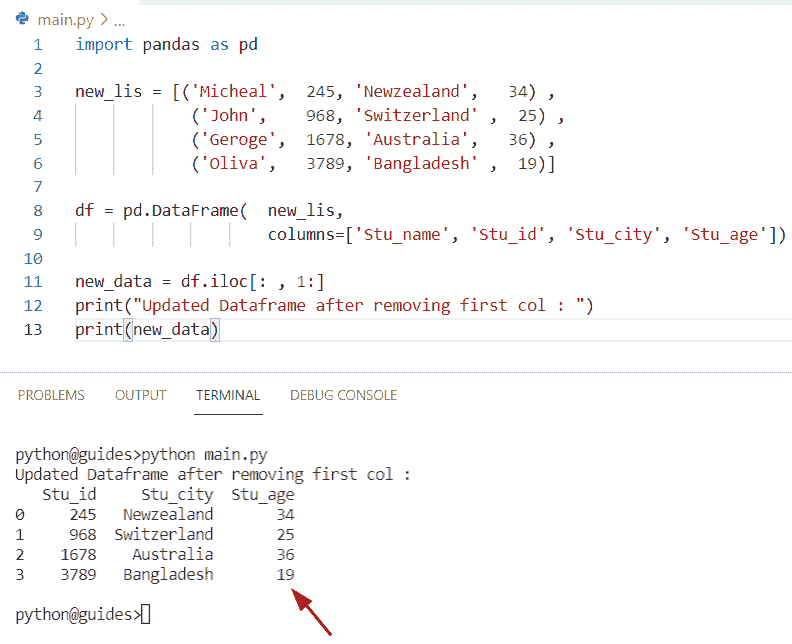 main.py > ...
1 import pandas as pd
2
3 new_lis = [('Micheal',  245, 'Newzealand',   34) ,
4            ('John',    968, 'Switzerland' ,  25) ,
5            ('Geroge',  1678, 'Australia',   36) ,
6            ('Oliva',   3789, 'Bangladesh' ,  19)]
7
8 df = pd.DataFrame(  new_lis,
9                     columns=['Stu_name', 'Stu_id', 'Stu_city', 'Stu_age'])
10
11 new_data = df.iloc[: , 1:]
12 print("Updated Dataframe after removing first col : ")
13 print(new_data)
PROBLEMS OUTPUT TERMINAL DEBUG CONSOLE
python@guides>python main.py
Updated Dataframe after removing first col :
   Stu_id     Stu_city  Stu_age
0     245   Newzealand       34
1     968  Switzerland       25
2    1678    Australia       36
3    3789   Bangladesh       19
python@guides>